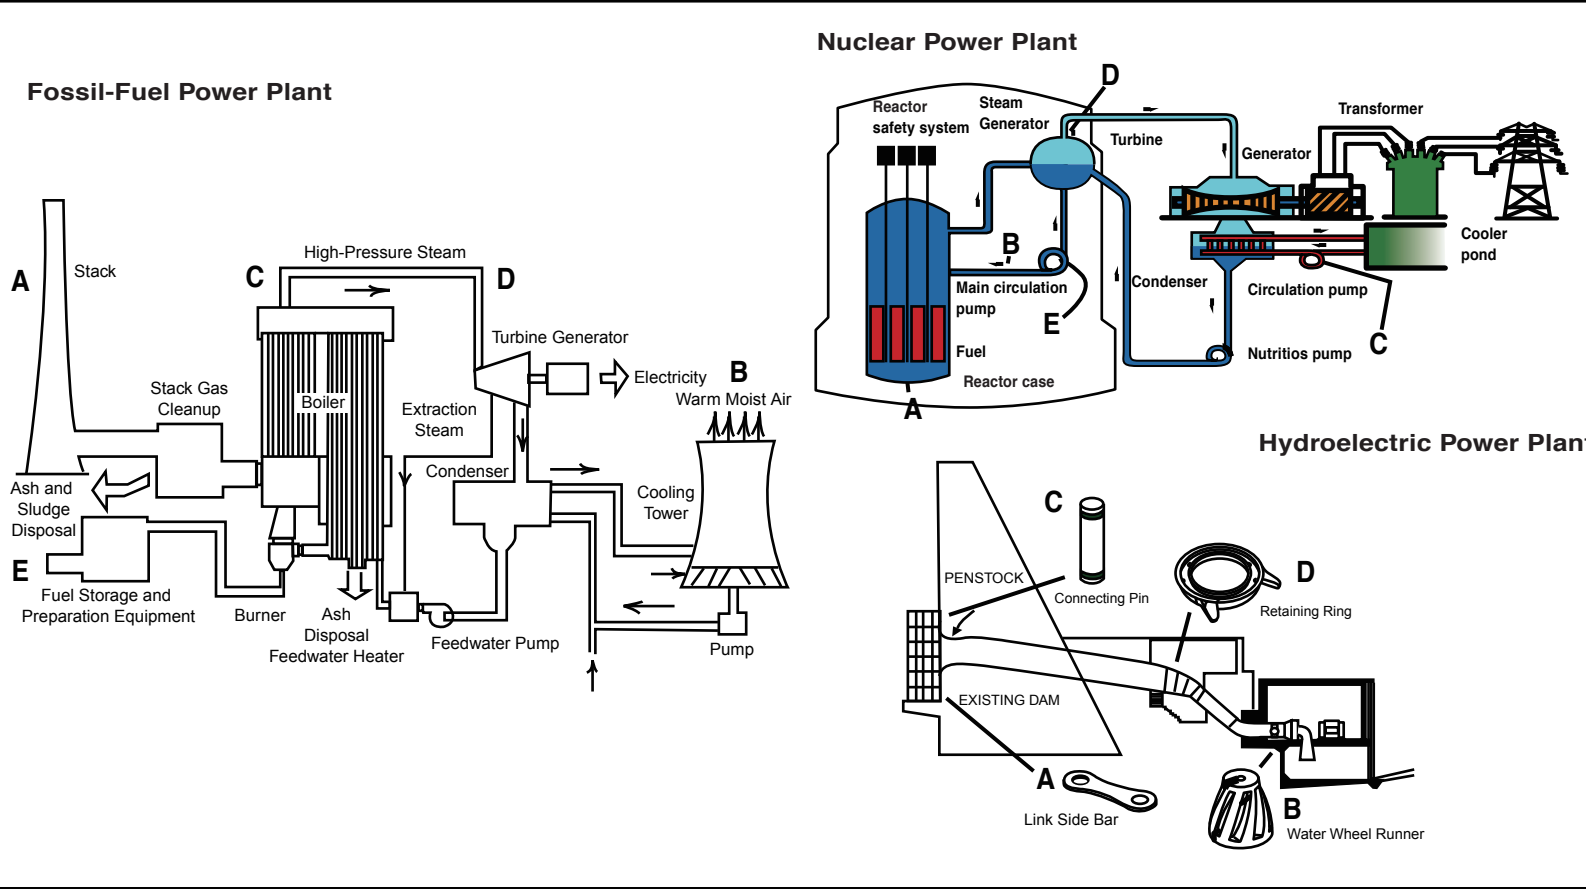 Nuclear Power Plant
Fossil-Fuel Power Plant
A
Stack
C
High-Pressure Steam
D
Turbine Generator
Electricity
B
Warm Moist Air
Stack Gas
Cleanup
Boiler
Extraction
Steam
Condenser
Cooling
Tower
Ash and
Sludge
Disposal
E
Fuel Storage and
Preparation Equipment
Burner
Ash
Disposal
Feedwater Heater
Feedwater Pump
Pump
D
Reactor
safety system
Steam
Generator
Turbine
Generator
Transformer
B
Main circulation
pump
E
Condenser
Cooler
pond
Circulation pump
C
Nutritios pump
Fuel
Reactor case
A
Hydroelectric Power Plant
C
PENSTOCK
Connecting Pin
D
Retaining Ring
EXISTING DAM
A
Link Side Bar
B
Water Wheel Runner